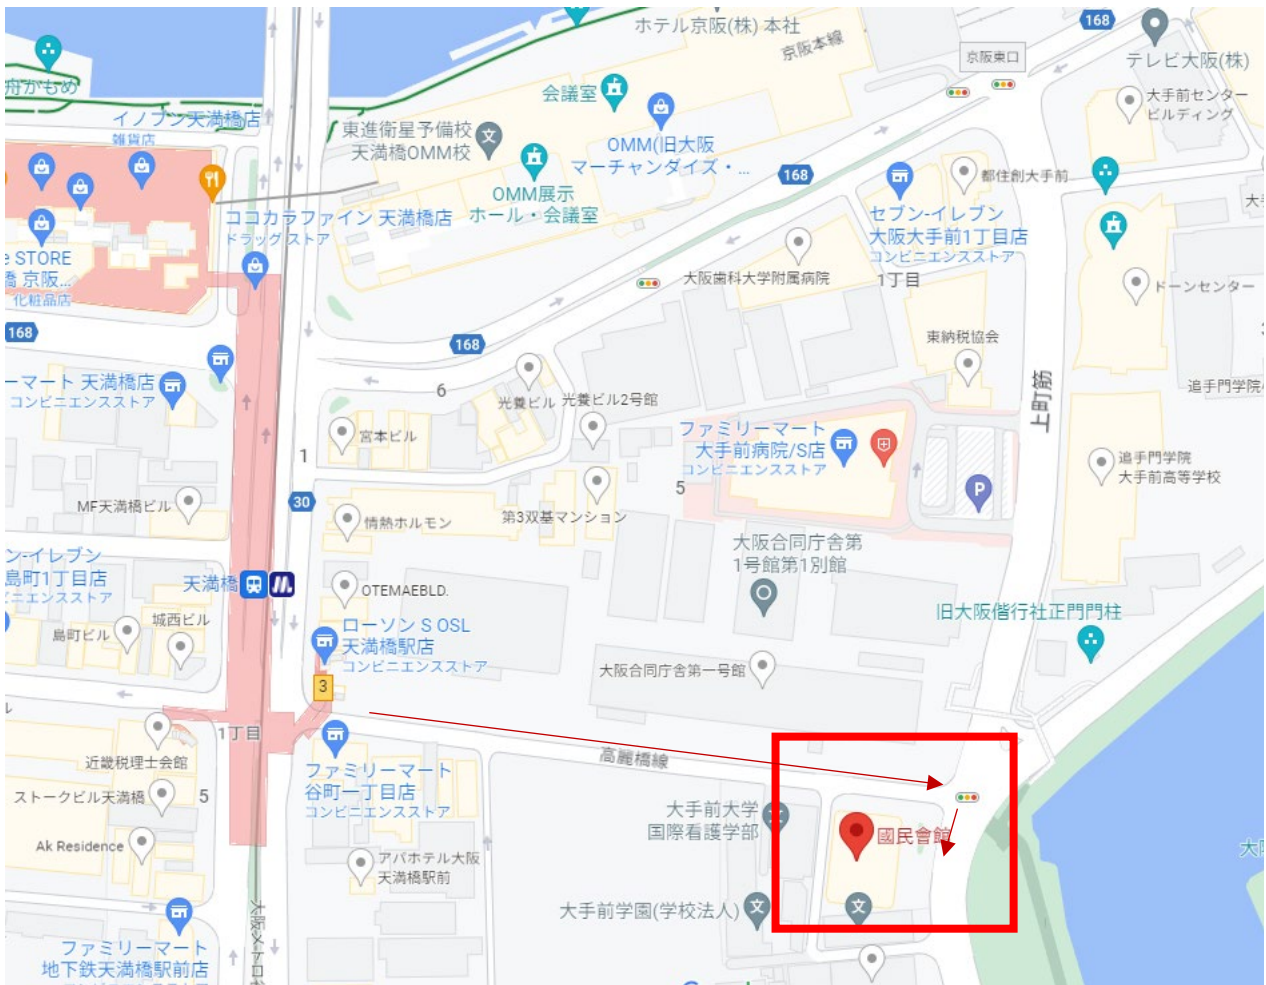 ホテル京阪(株) 本社
京阪本線
168
京阪東口
テレビ大阪(株)
舟かもめ
イノブン天満橋店
雑貨店
東進衛星予備校
天満橋OMM校
会議室
OMM(旧大阪
マーチャンダイズ・...
大手前センター
ビルディング
168
都住創大手前
OMM展示
ホール・会議室
ココカラファイン 天満橋店
ドラッグ ストア
セブン-イレブン
大阪大手前1丁目店
コンビニエンスストア
e STORE
橋 京阪...
化粧品店
大阪歯科大学附属病院
1丁目
ドーンセンター
168
168
東納税協会
ーマート 天満橋店
コンビニエンスストア
6
光養ビル
光養ビル2号館
上町筋
追手門学院
宮本ビル
ファミリーマート
大手前病院/S店
コンビニエンスストア
1
追手門学院
大手前高等学校
5
P
MF天満橋ビル
30
情熱ホルモン
第3双基マンション
大阪合同庁舎第
1号館第1別館
ン-イレブン
島町1丁目店
ニエンスストア
天満橋
OTEMAEBLD.
旧大阪偕行社正門門柱
城西ビル
島町ビル
ローソン S OSL
天満橋駅店
コンビニエンスストア
大阪合同庁舎第一号館
3
1丁目
近畿税理士会館
高麗橋線
ファミリーマート
谷町一丁目店
コンビニエンスストア
ストークビル天満橋
5
大手前大学
国際看護学部
國民會館
Ak Residence
アパホテル大阪
天満橋駅前
大手前学園(学校法人)
文
文
ファミリーマート
地下鉄天満橋駅前店